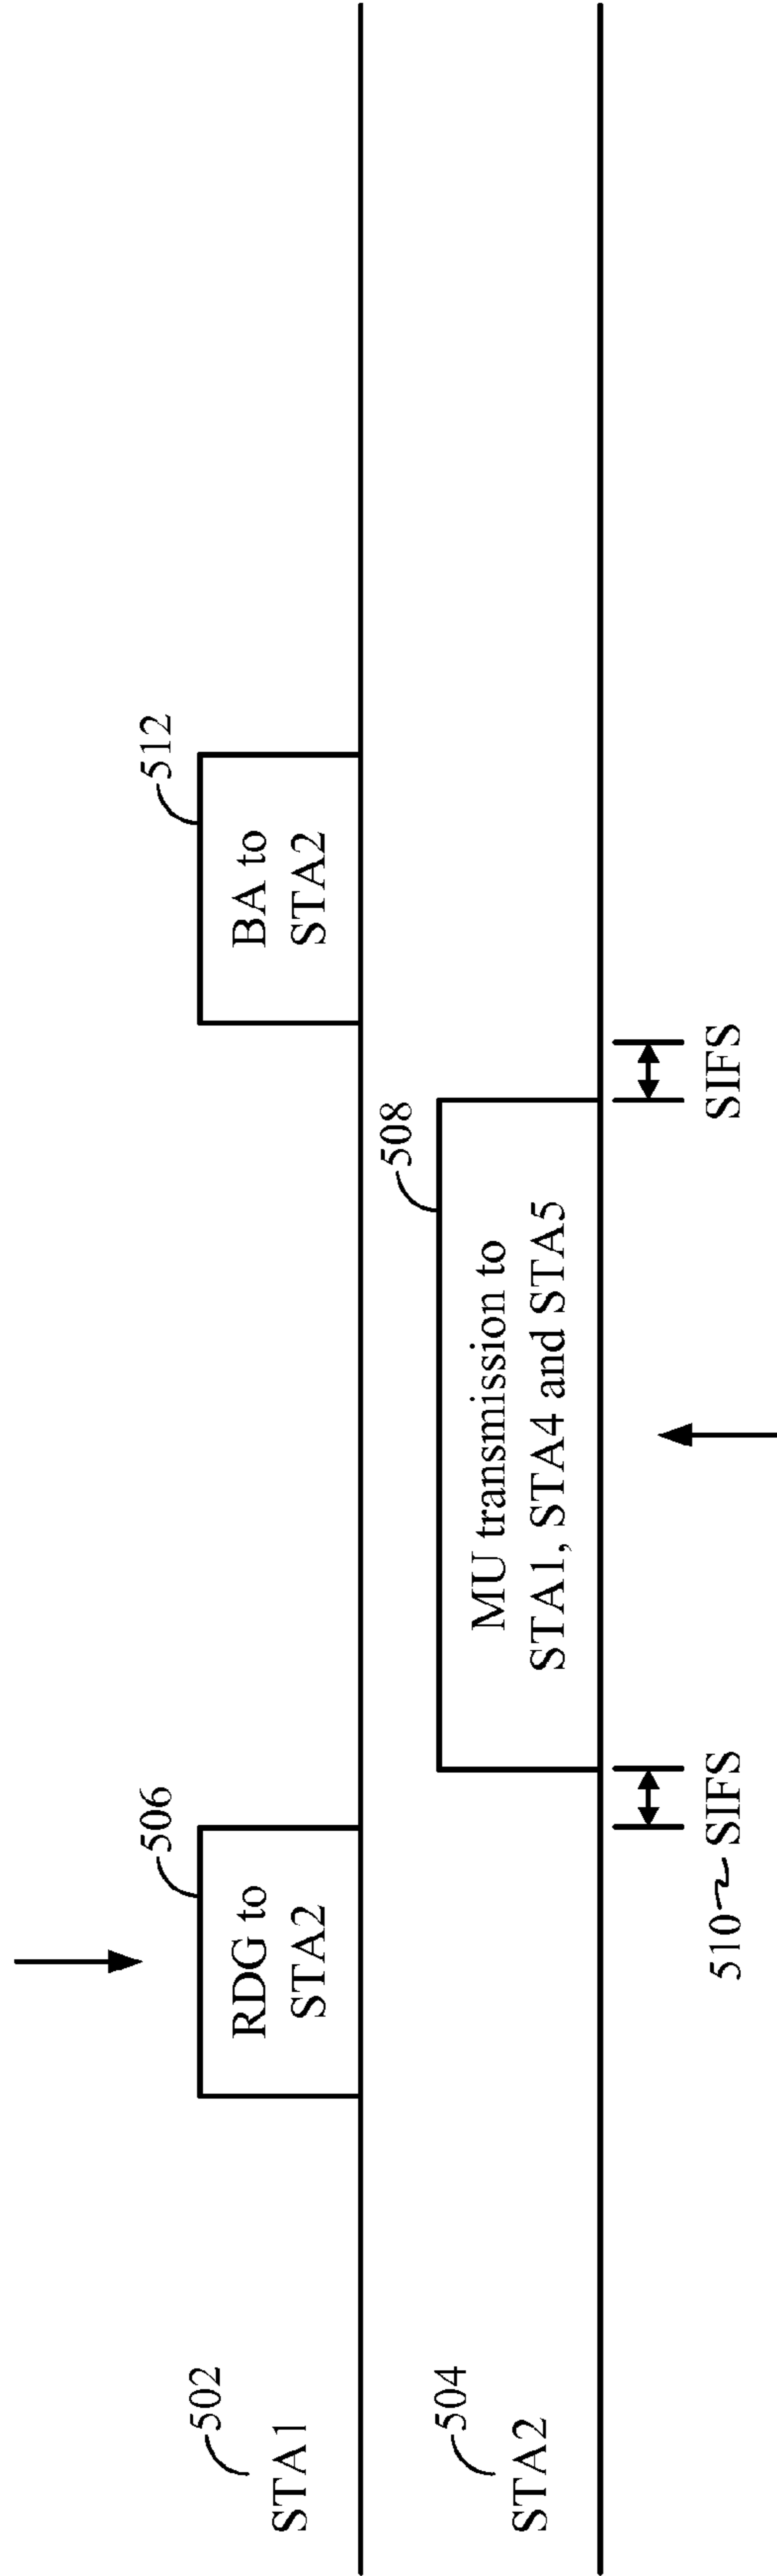 502
STA1
506
RDG to
STA2
512
BA to
STA2
504
STA2
508
MU transmission to
STA1, STA4 and STA5
510
SIFS
SIFS